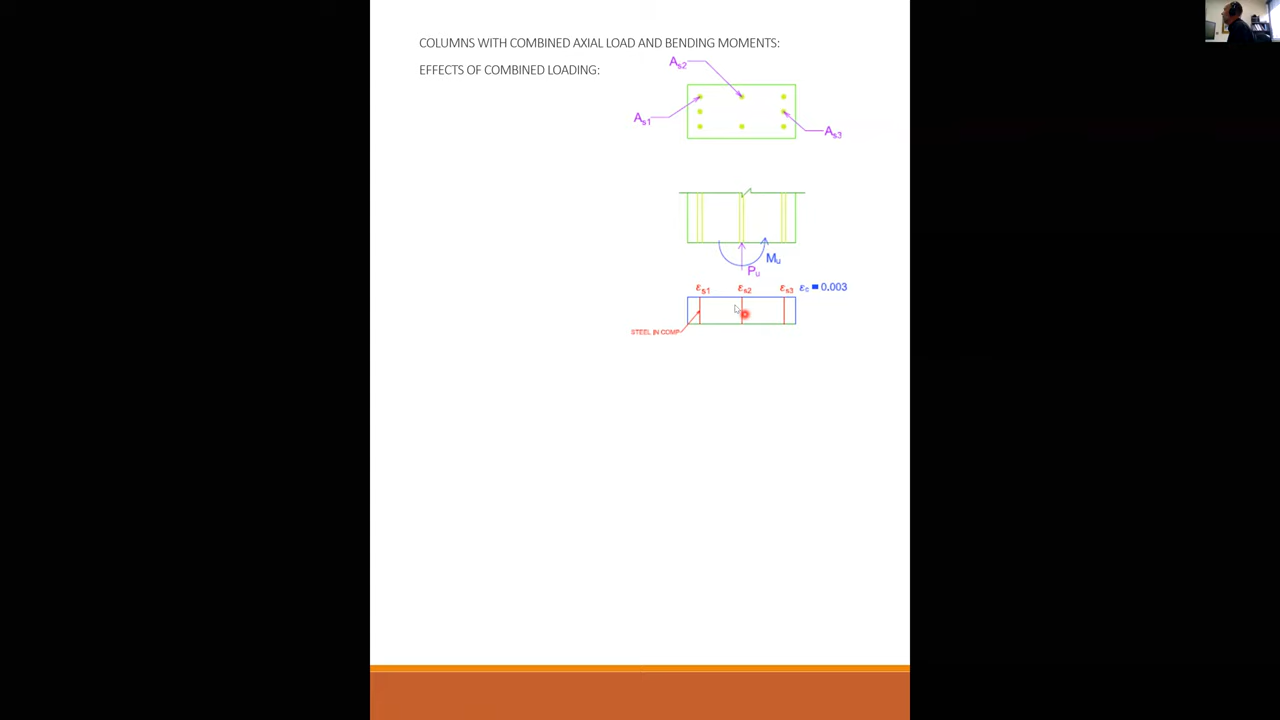 COLUMNS WITH COMBINED AXIAL LOAD AND BENDING MOMENTS:
EFFECTS OF COMBINED LOADING:
As2
As1
As3
Mu
Pu
εs1 εs2 εs3 εc = 0.003
STEEL IN COMP